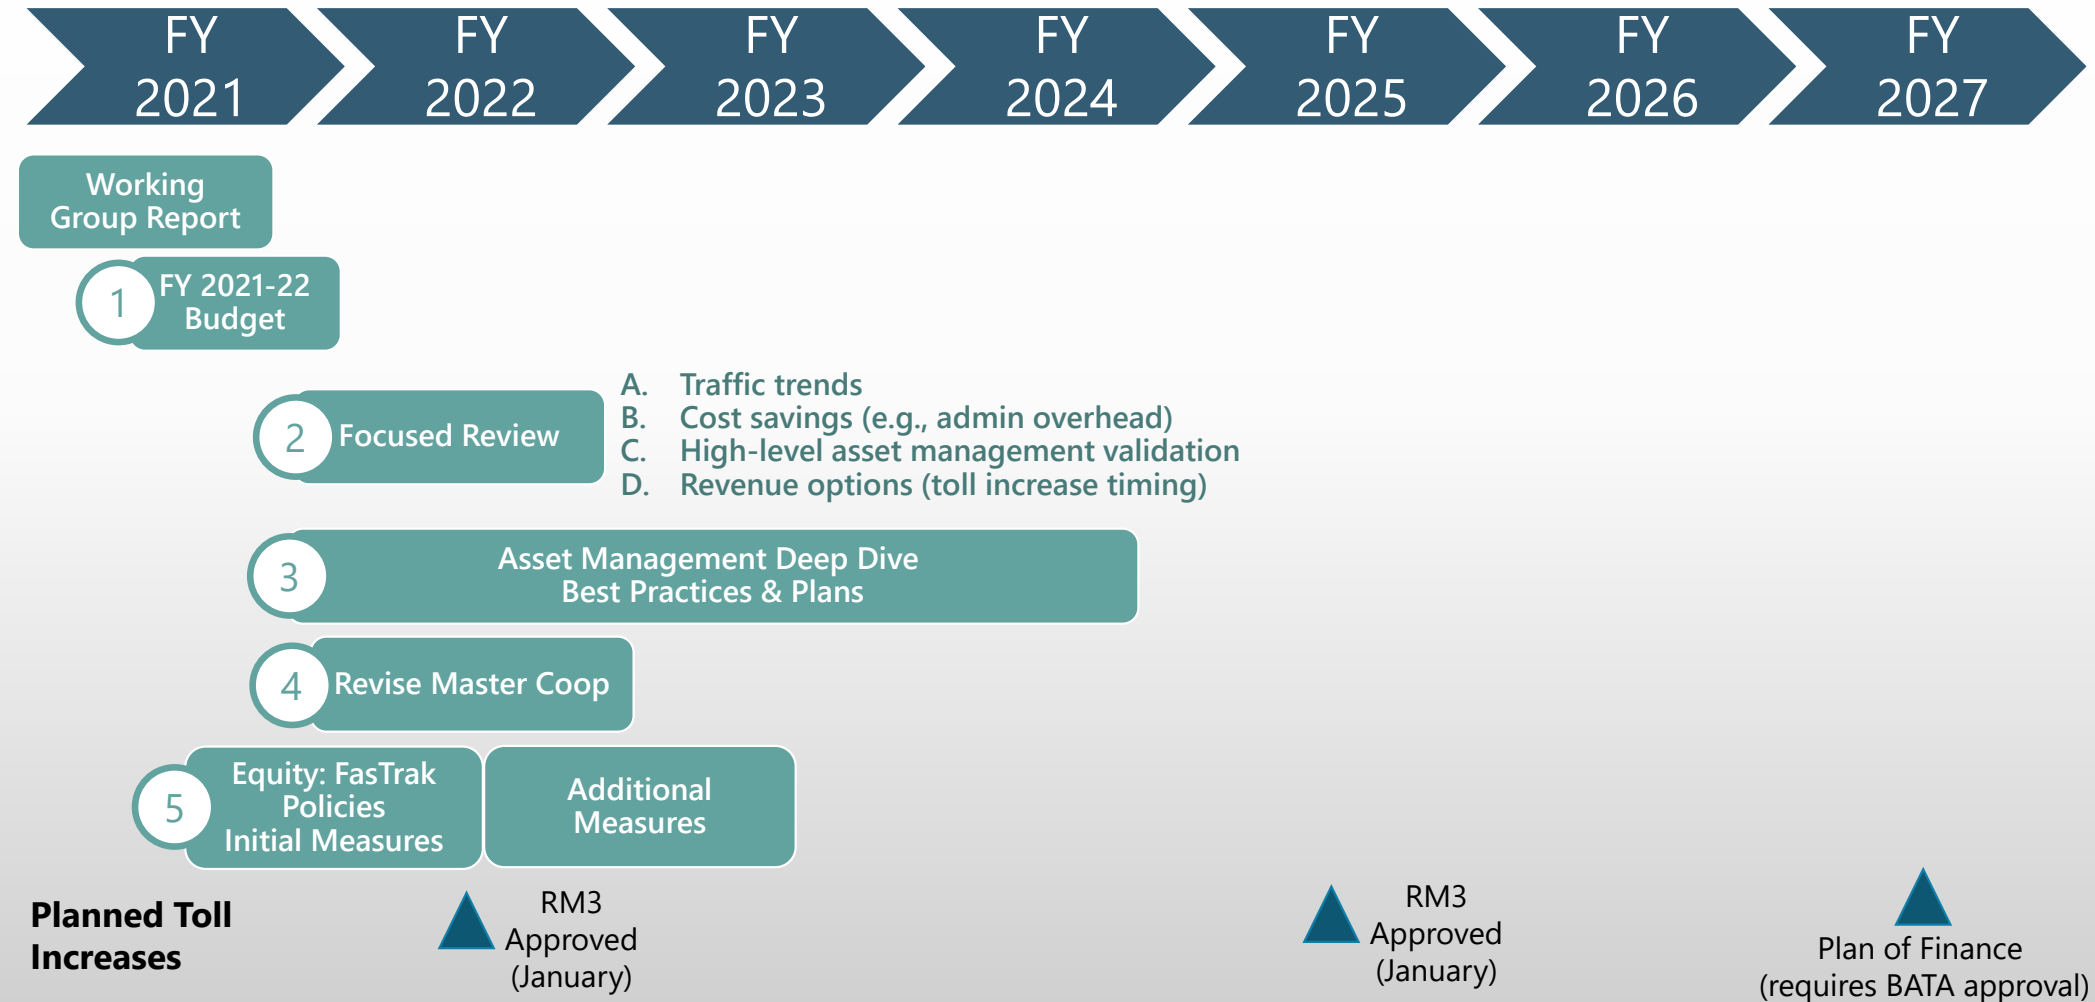 FY
2021
FY
2022
FY
2023
FY
2024
FY
2025
FY
2026
FY
2027
Working
Group Report
1
FY 2021-22
Budget
2
Focused Review
A. Traffic trends
B. Cost savings (e.g., admin overhead)
C. High-level asset management validation
D. Revenue options (toll increase timing)
3
Asset Management Deep Dive
Best Practices & Plans
4
Revise Master Coop
5
Equity: FasTrak
Policies
Initial Measures
Additional
Measures
Planned Toll
Increases
RM3
Approved
(January)
RM3
Approved
(January)
Plan of Finance
(requires BATA approval)